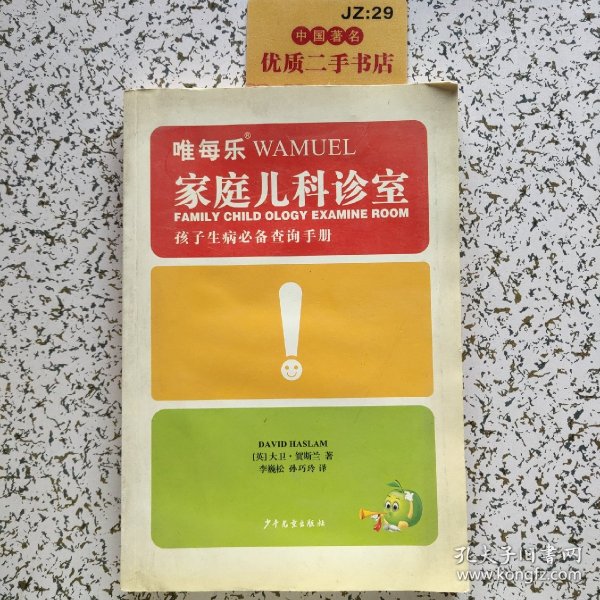 JZ:29
中国著名
优质二手书店
唯每乐® WAMUEL
家庭儿科诊室
FAMILY CHILD OLOGY EXAMINE ROOM
孩子生病必备查询手册
DAVID HASLAM
[英]大卫·贺斯兰 著
李巍松 孙巧玲 译
少年儿童出版社
孔夫子旧书网
www.kongfz.com